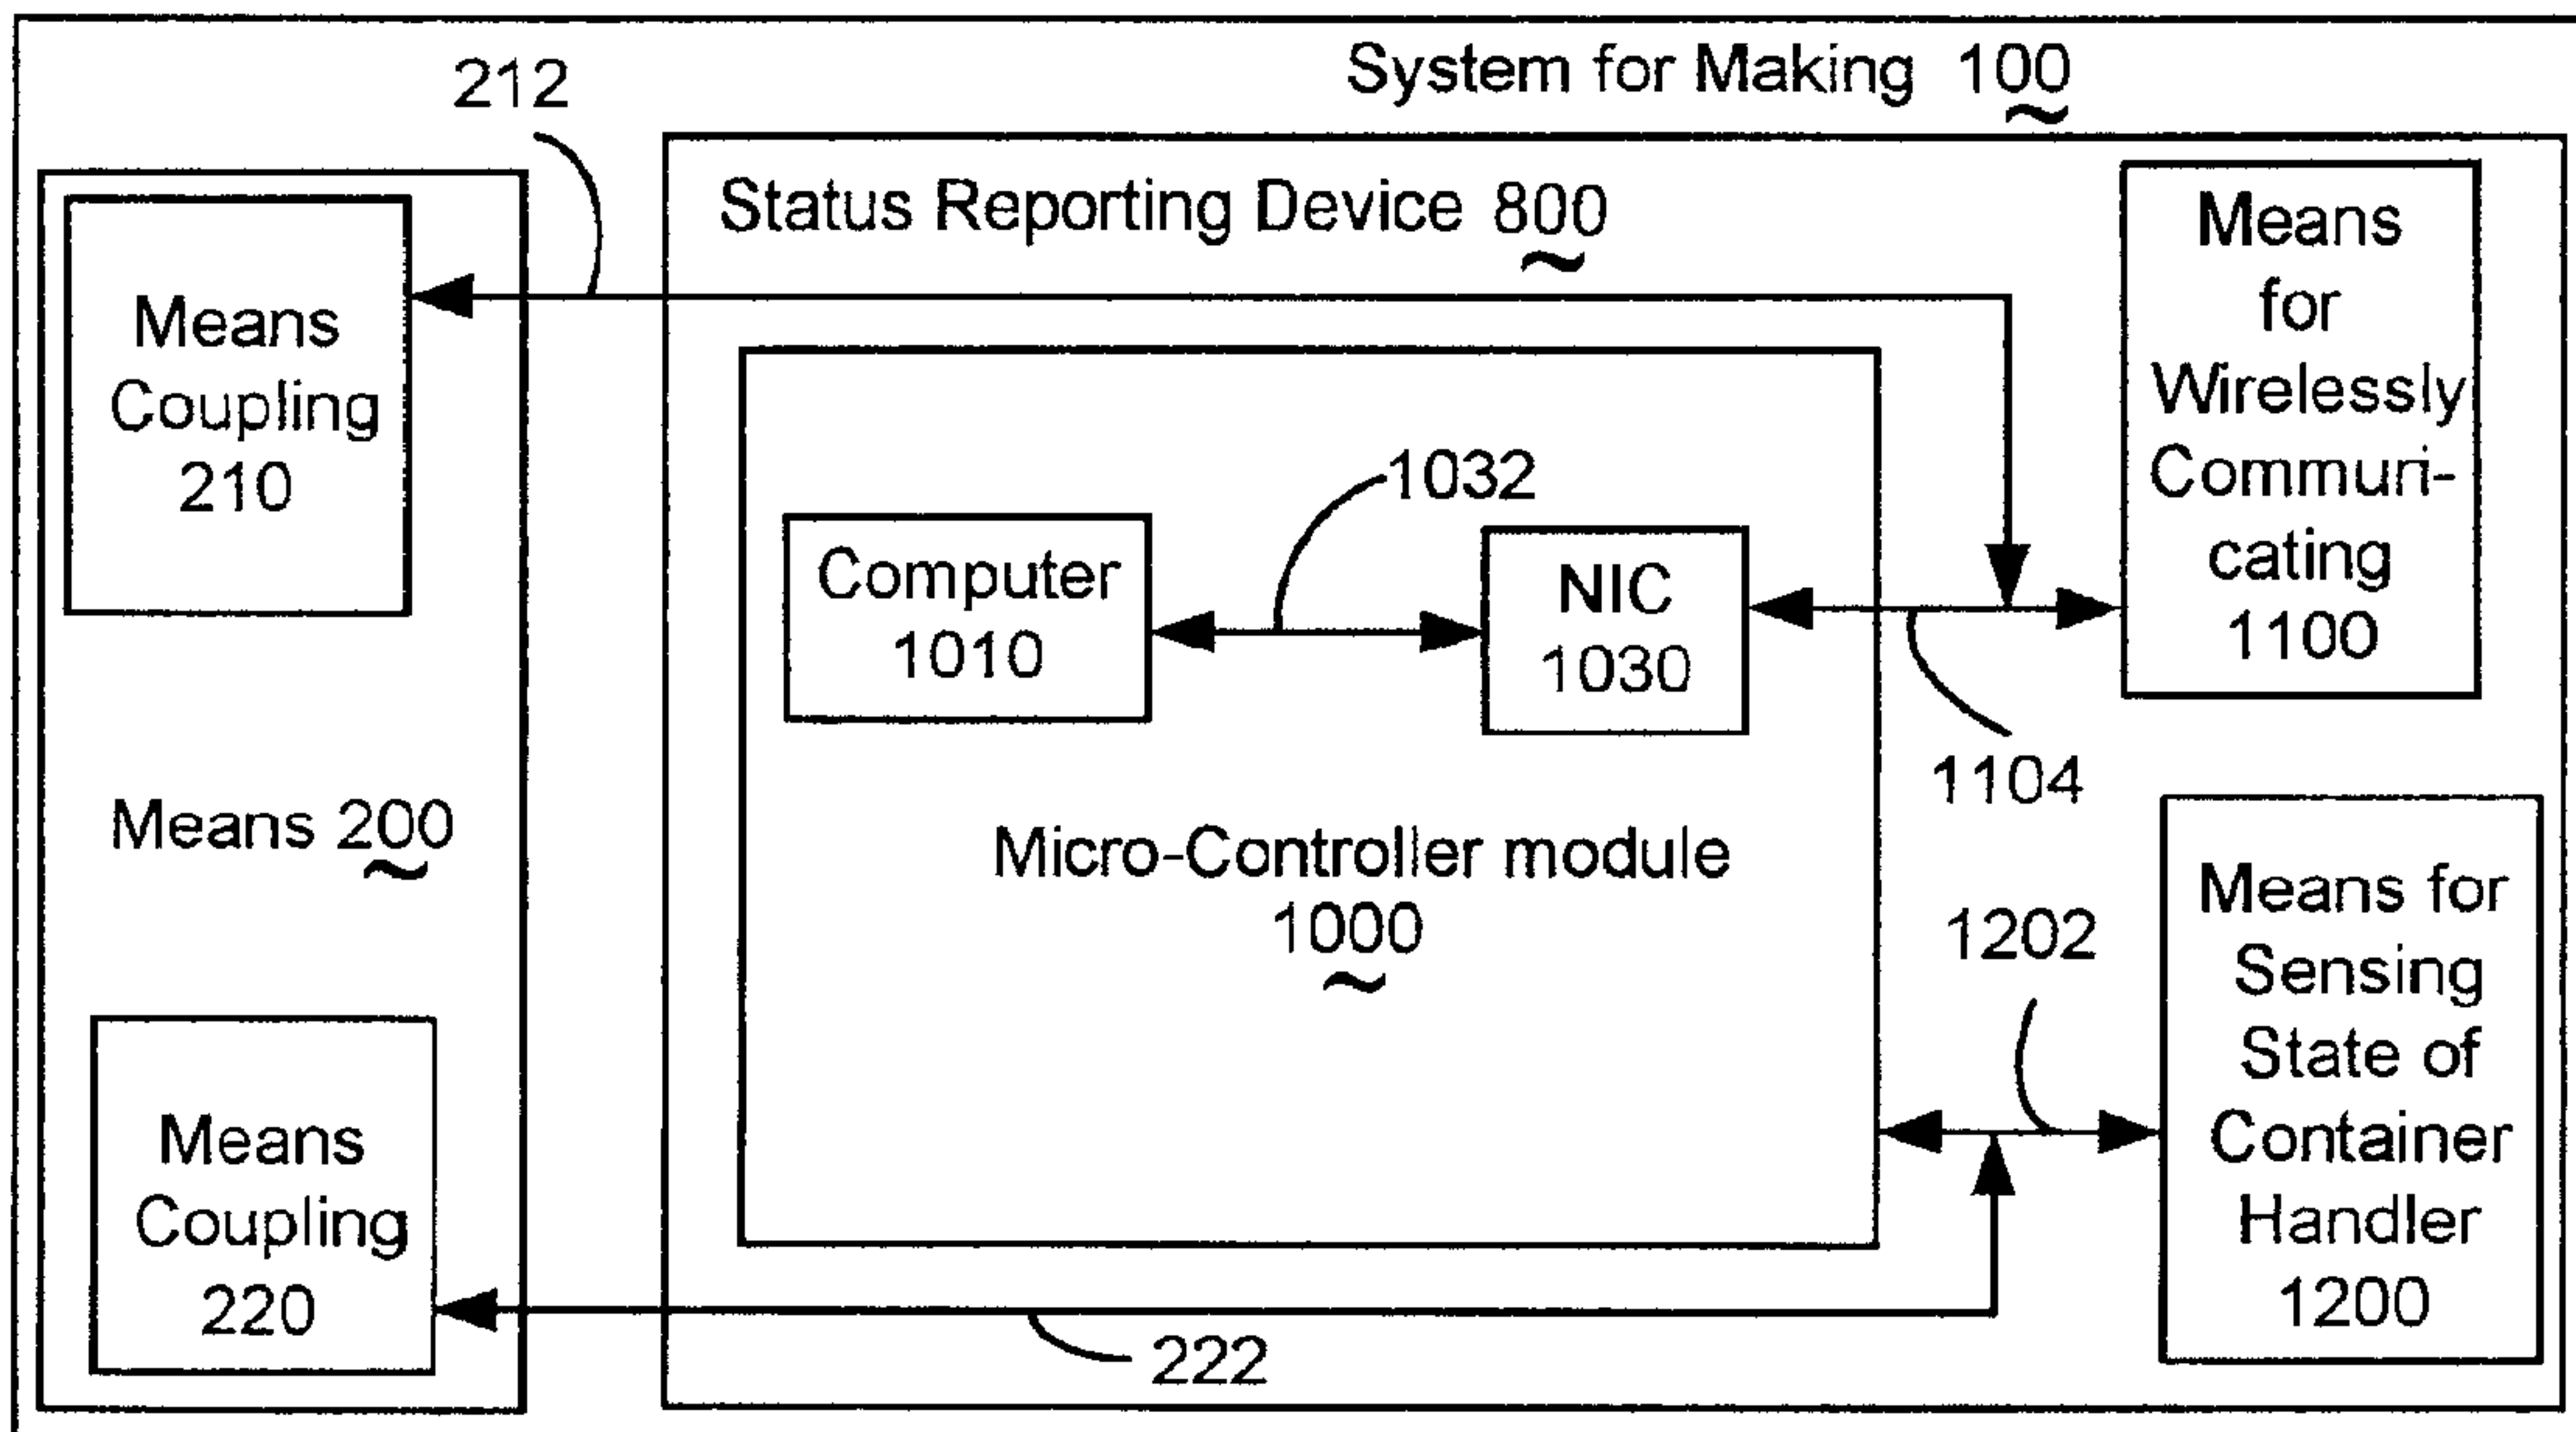 System for Making 100
212
Status Reporting Device 800
Means
Coupling
210
Means 200
Means
Coupling
220
Computer
1010
1032
NIC
1030
Micro-Controller module
1000
Means
for
Wirelessly
Communi-
cating
1100
1104
1202
Means for
Sensing
State of
Container
Handler
1200
222